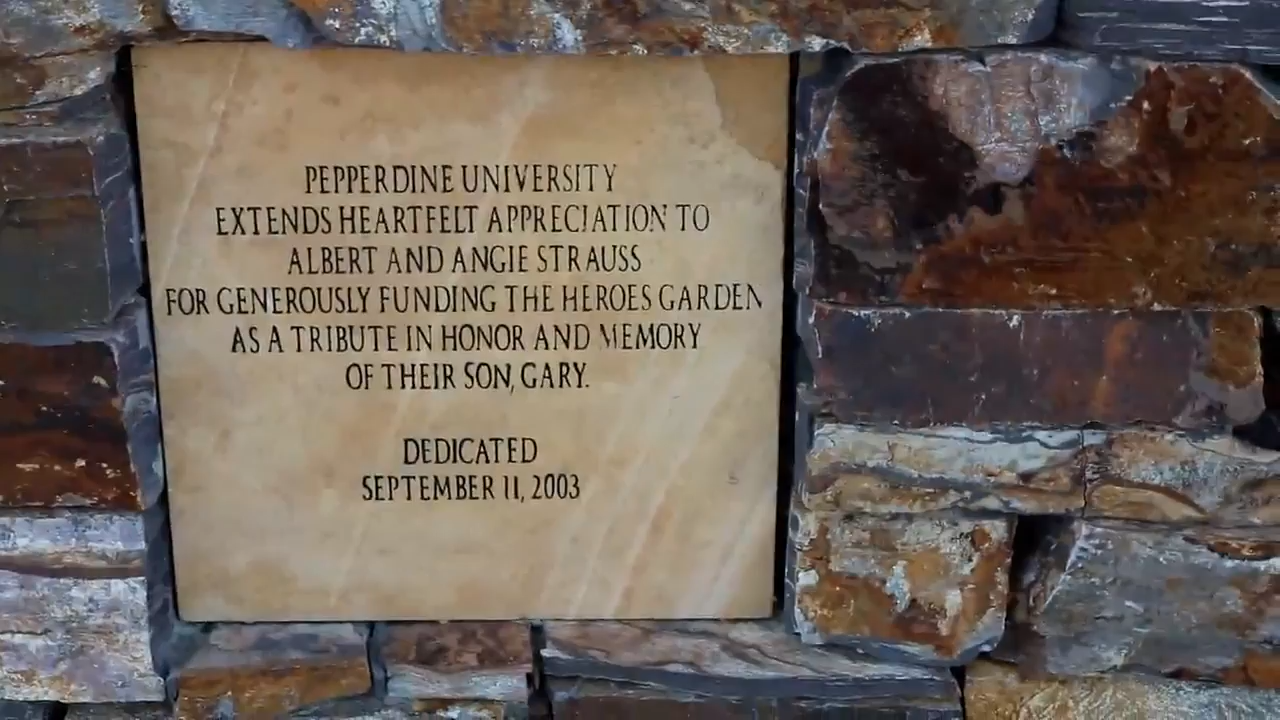 PEPPERDINE UNIVERSITY
EXTENDS HEARTFELT APPRECIATION TO
ALBERT AND ANGIE STRAUSS
FOR GENEROUSLY FUNDING THE HEROES GARDEN
AS A TRIBUTE IN HONOR AND MEMORY
OF THEIR SON, GARY.
DEDICATED
SEPTEMBER 11, 2003